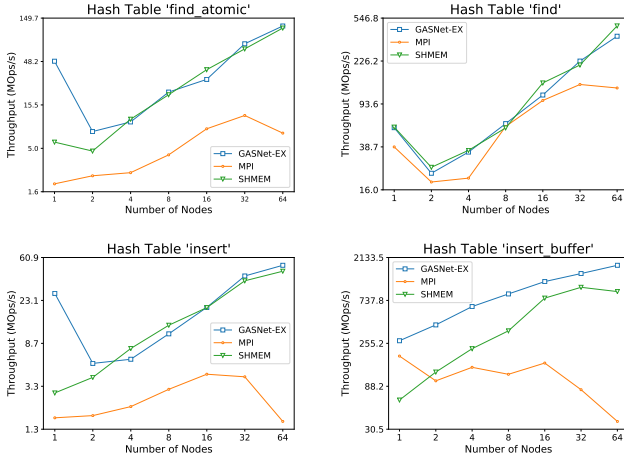 Hash Table 'find_atomic'
149.7
48.2
15.5
5.0
1.6
Throughput (MOps/s)
GASNet-EX
MPI
SHMEM
1 2 4 8 16 32 64
Number of Nodes
Hash Table 'find'
546.8
226.2
93.6
38.7
16.0
Throughput (MOps/s)
GASNet-EX
MPI
SHMEM
1 2 4 8 16 32 64
Number of Nodes
Hash Table 'insert'
60.9
23.1
8.7
3.3
1.3
Throughput (MOps/s)
GASNet-EX
MPI
SHMEM
1 2 4 8 16 32 64
Number of Nodes
Hash Table 'insert_buffer'
2133.5
737.8
255.2
88.2
30.5
Throughput (MOps/s)
GASNet-EX
MPI
SHMEM
1 2 4 8 16 32 64
Number of Nodes